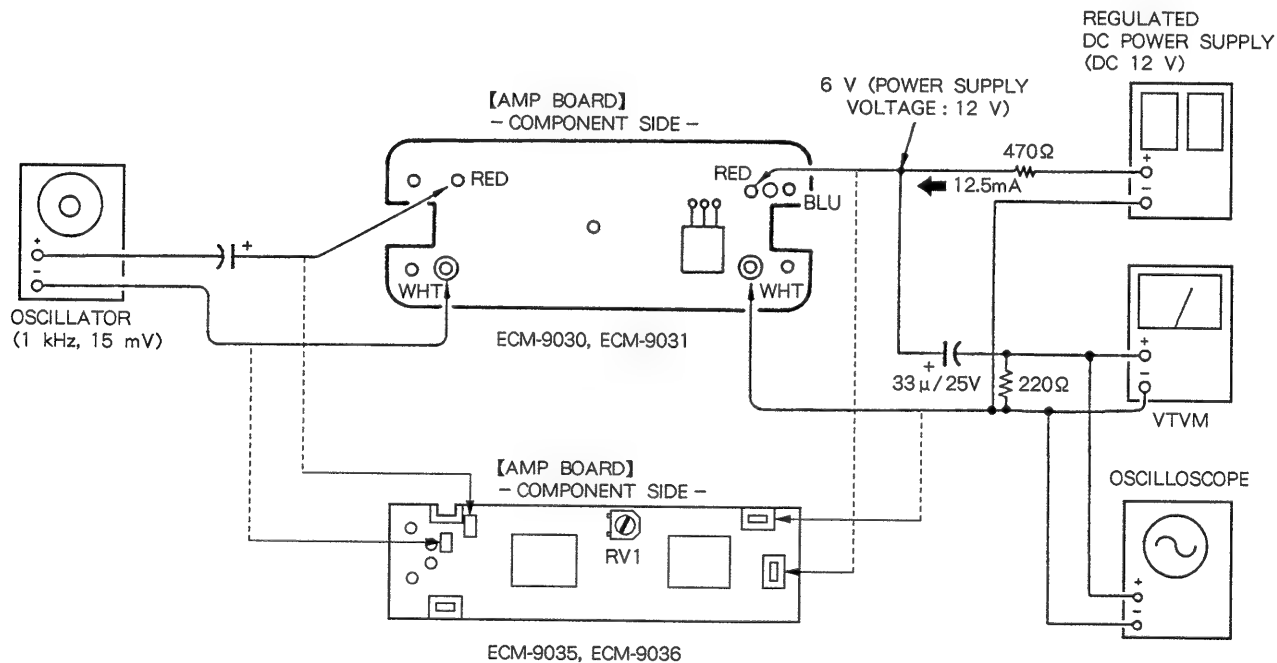 REGULATED
DC POWER SUPPLY
(DC 12 V)
6 V (POWER SUPPLY
VOLTAGE : 12 V)
【AMP BOARD】
– COMPONENT SIDE –
470Ω
+
–
12.5mA
RED
RED
BLU
+
+
–
WHT
WHT
OSCILLATOR
(1 kHz, 15 mV)
ECM-9030, ECM-9031
+
–
+
33μ/25V
220Ω
VTVM
【AMP BOARD】
– COMPONENT SIDE –
OSCILLOSCOPE
RV1
+
–
ECM-9035, ECM-9036